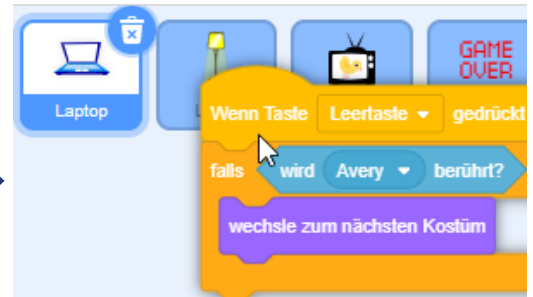 GAME
OVER
Laptop
Wenn Taste Leertaste gedrückt
falls wird Avery berührt?
wechsle zum nächsten Kostüm